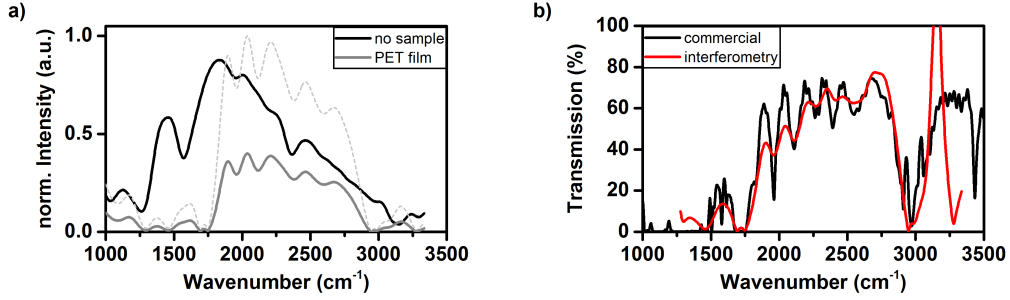 a)
norm. Intensity (a.u.)
1.0
0.5
0.0
no sample
PET film
1000 1500 2000 2500 3000 3500
Wavenumber (cm-1)
b)
Transmission (%)
100
80
60
40
20
0
commercial
interferometry
1000 1500 2000 2500 3000 3500
Wavenumber (cm-1)